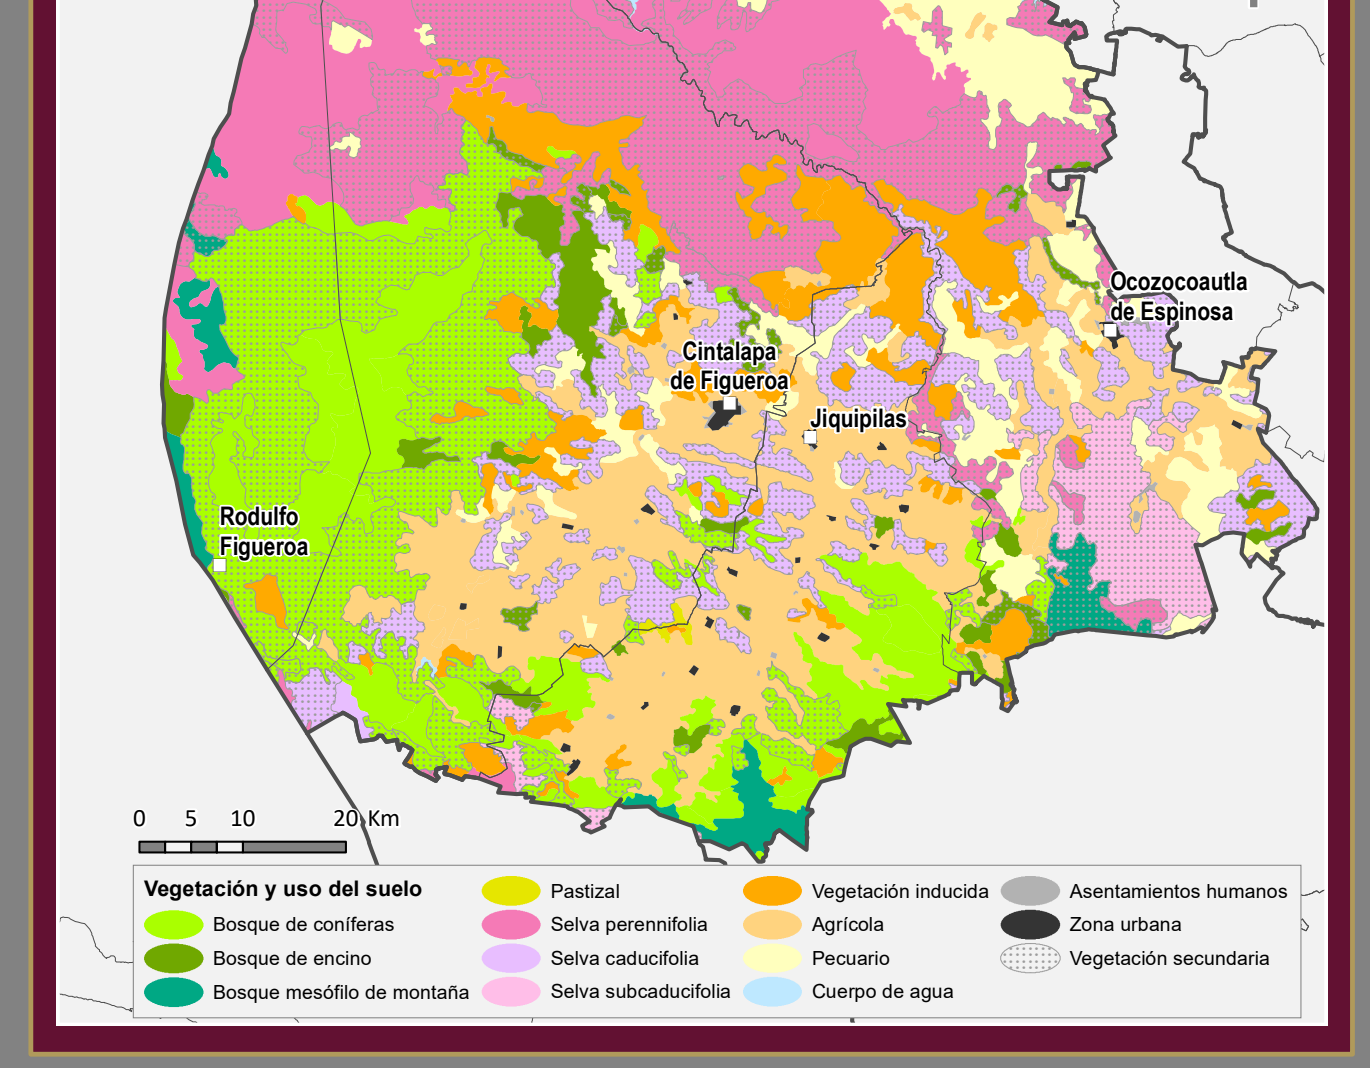 Ocozocoautla
de Espinosa
Cintalapa
de Figueroa
Jiquipilas
Rodulfo
Figueroa
0 5 10 20 Km
Vegetación y uso del suelo
Bosque de coníferas
Bosque de encino
Bosque mesófilo de montaña
Pastizal
Selva perennifolia
Selva caducifolia
Selva subcaducifolia
Vegetación inducida
Agrícola
Pecuario
Cuerpo de agua
Asentamientos humanos
Zona urbana
Vegetación secundaria